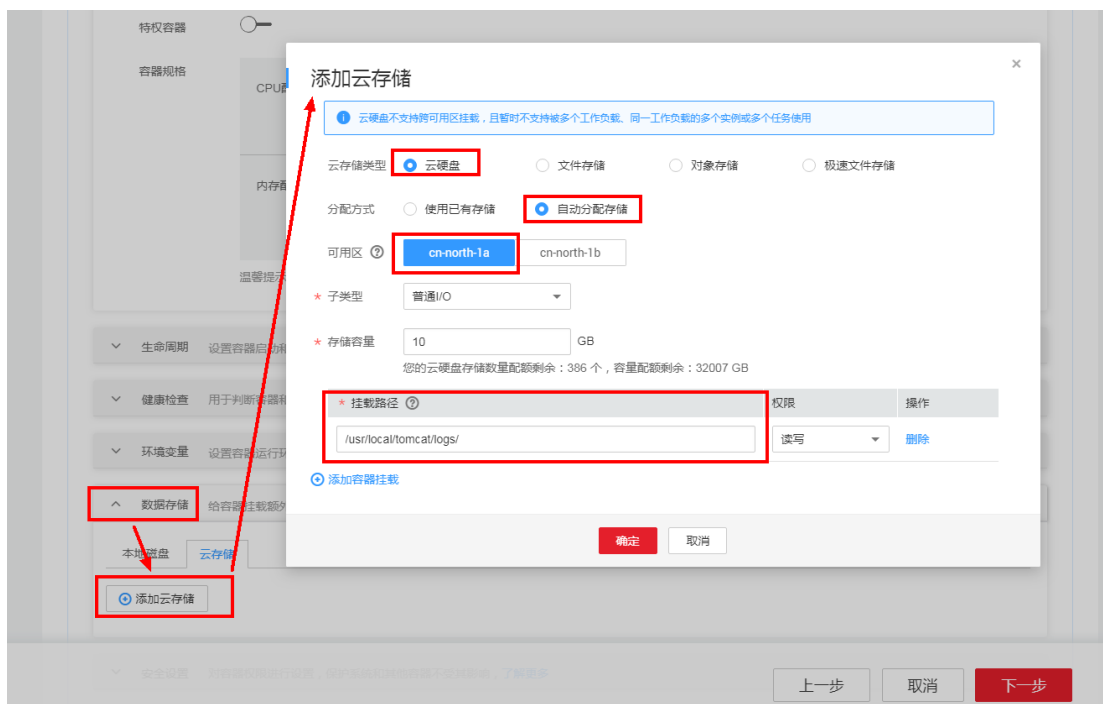 特权容器
容器规格
CPU配
内存配
温馨提示
添加云存储
×
云硬盘不支持跨可用区挂载，且暂时不支持被多个工作负载、同一工作负载的多个实例或多个任务使用
云存储类型 云硬盘 文件存储 对象存储 极速文件存储
分配方式 使用已有存储 自动分配存储
可用区 ? cn-north-1a cn-north-1b
* 子类型 普通I/O
* 存储容量 10 GB
您的云硬盘存储数量配额剩余：386 个，容量配额剩余：32007 GB
* 挂载路径 ? 权限 操作
/usr/local/tomcat/logs/ 读写 删除
添加容器挂载
确定 取消
生命周期 设置容器启动和
健康检查 用于判断容器和
环境变量 设置容器运行环
数据存储 给容器挂载额外
本地磁盘 云存储
添加云存储
安全设置 了解更多
上一步 取消 下一步